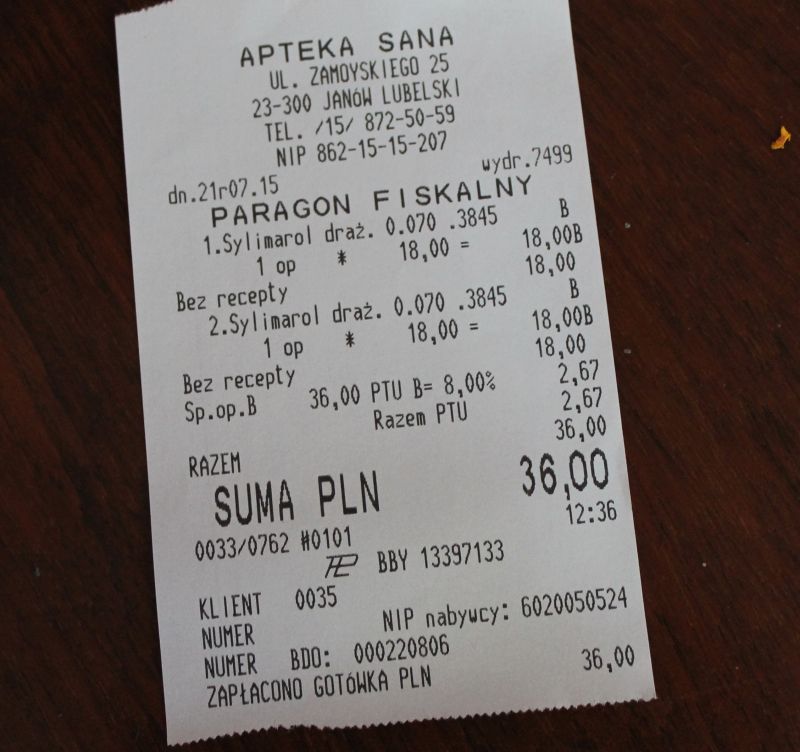 APTEKA SANA
UL. ZAMOYSKIEGO 25
23-300 JANÓW LUBELSKI
TEL. /15/ 872-50-59
NIP 862-15-15-207
dn.21r07.15 wydr.7499
PARAGON FISKALNY
1.Sylimarol draż. 0.070 .3845 B
1 op * 18,00 = 18,00B
18,00
Bez recepty
2.Sylimarol draż. 0.070 .3845 B
1 op * 18,00 = 18,00B
18,00
Bez recepty
Sp.op.B 36,00 PTU B= 8,00% 2,67
Razem PTU 2,67
RAZEM 36,00
SUMA PLN 36,00
0033/0762 #0101 12:36
BBY 13397133
KLIENT 0035
NUMER NIP nabywcy: 6020050524
NUMER BDO: 000220806
ZAPŁACONO GOTÓWKA PLN 36,00